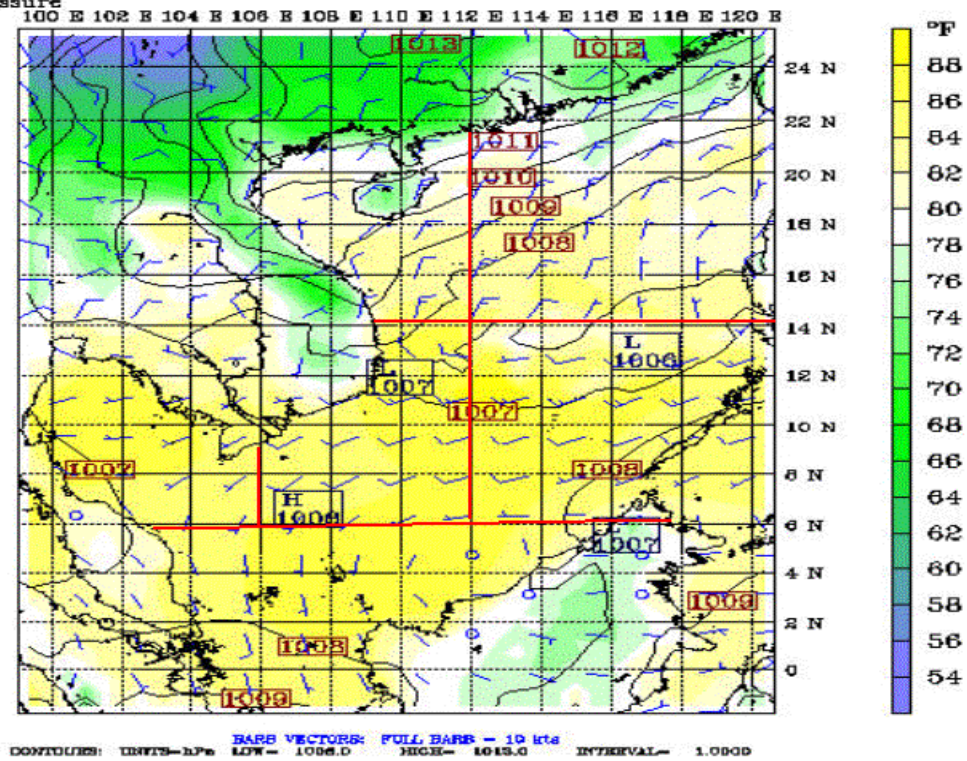 ssure
100 E 102 E 104 E 106 E 108 E 110 E 112 E 114 E 116 E 118 E 120 E
°F
1013
1012
24 N
88
86
22 N
84
1011
82
20 N
1010
80
1009
18 N
78
1008
16 N
76
14 N
74
L
1006
72
12 N
L
1007
70
1007
10 N
68
1007
1008
8 N
66
H
1008
64
6 N
L
1007
62
4 N
60
1009
58
2 N
1008
56
0
54
1009
BARB VECTORS: FULL BARB = 10 kts
CONTOURS: UNITS=hPa LOW= 1006.0 HIGH= 1013.0 INTERVAL= 1.0000